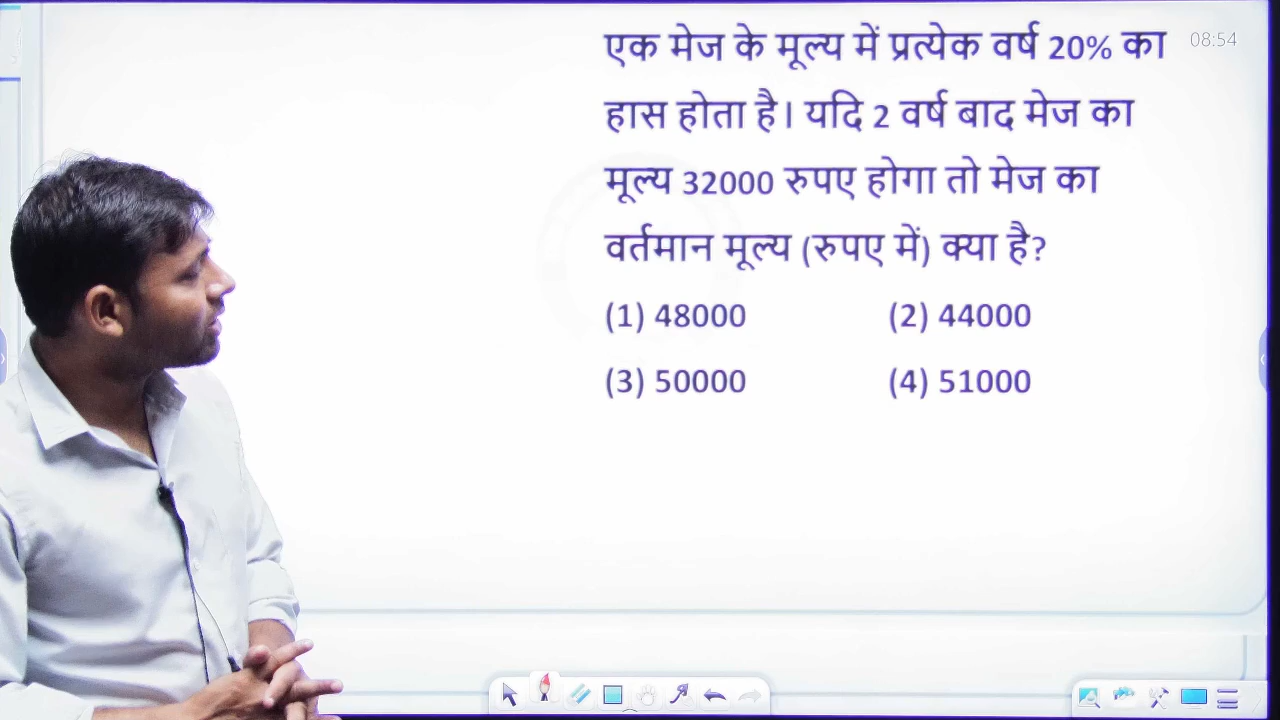 एक मेज के मूल्य में प्रत्येक वर्ष 20% का
हास होता है। यदि 2 वर्ष बाद मेज का
मूल्य 32000 रुपए होगा तो मेज का
वर्तमान मूल्य (रुपए में) क्या है?
(1) 48000 (2) 44000
(3) 50000 (4) 51000
08:54